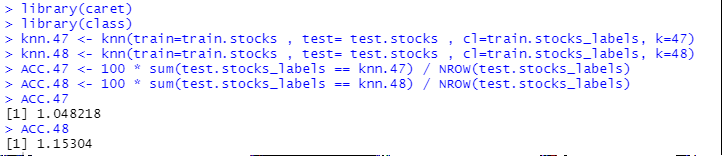 > library(caret)
> library(class)
> knn.47 <- knn(train=train.stocks , test= test.stocks , cl=train.stocks_labels, k=47)
> knn.48 <- knn(train=train.stocks , test= test.stocks , cl=train.stocks_labels, k=48)
> ACC.47 <- 100 * sum(test.stocks_labels == knn.47) / NROW(test.stocks_labels)
> ACC.48 <- 100 * sum(test.stocks_labels == knn.48) / NROW(test.stocks_labels)
> ACC.47
[1] 1.048218
> ACC.48
[1] 1.15304